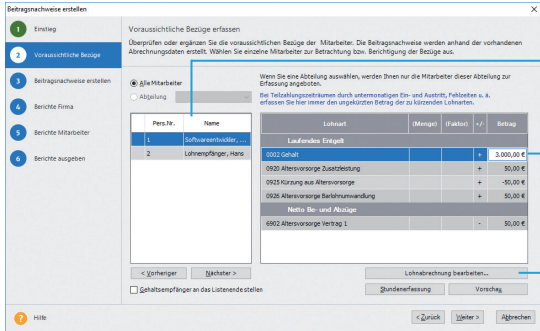 Beitragsnachweise erstellen
1 Einstieg
2 Voraussichtliche Bezüge
3 Beitragsnachweise erstellen
4 Berichte Firma
5 Berichte Mitarbeiter
6 Berichte ausgeben
Voraussichtliche Bezüge erfassen
Überprüfen oder ergänzen Sie die voraussichtlichen Bezüge der Mitarbeiter. Die Beitragsnachweise werden anhand der vorhandenen
Abrechnungsdaten erstellt. Wählen Sie einzelne Mitarbeiter zur Betrachtung bzw. Berichtigung der Bezüge aus.
Alle Mitarbeiter
Abteilung
Wenn Sie eine Abteilung auswählen, werden Ihnen nur die Mitarbeiter dieser Abteilung zur
Erfassung angeboten.
Bei Teilzahlungszeiträumen durch untermonatigen Ein- und Austritt, Fehlzeiten u. ä.
erfassen Sie hier immer den ungekürzten Betrag der zu kürzenden Lohnarten.
Pers.Nr. Name
1 Softwareentwickler, ...
2 Lohnempfänger, Hans
Lohnart (Menge) (Faktor) +/- Betrag
Laufendes Entgelt
0002 Gehalt + 3.000,00 €
0920 Altersvorsorge Zusatzleistung + 50,00 €
0925 Kürzung aus Altersvorsorge + -50,00 €
0926 Altersvorsorge Barlohnumwandlung + 50,00 €
Netto Be- und Abzüge
6902 Altersvorsorge Vertrag 1 - 50,00 €
< Vorheriger Nächster >
Lohnabrechnung bearbeiten...
Gehaltsempfänger an das Listenende stellen
Stundenerfassung Vorschau
? Hilfe
< Zurück Weiter > Abbrechen